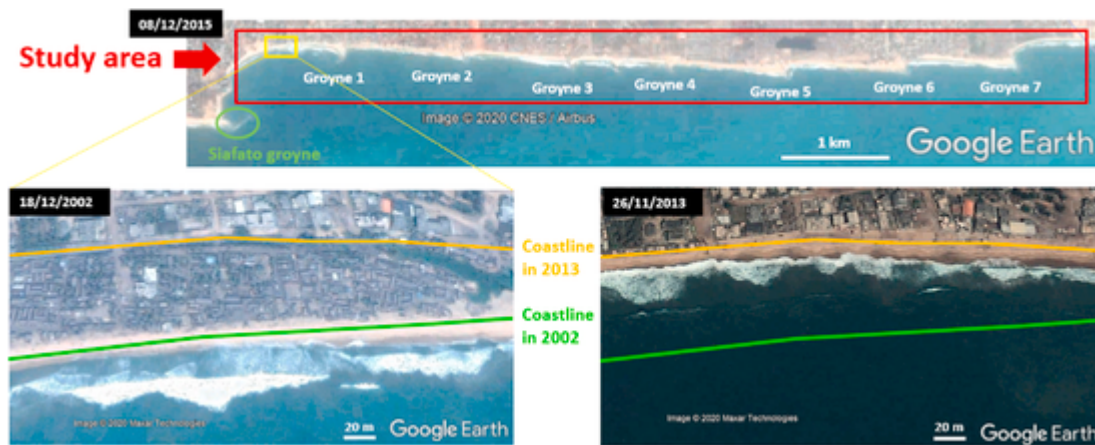 08/12/2015
Study area
Groyne 1
Groyne 2
Groyne 3
Groyne 4
Groyne 5
Groyne 6
Groyne 7
Image © 2020 CNES / Airbus
Siafato groyne
1 km
Google Earth
18/12/2002
26/11/2013
Coastline
in 2013
Coastline
in 2002
Image © 2020 Maxar Technologies
20 m
Google Earth
Image © 2020 Maxar Technologies
20 m
Google Earth